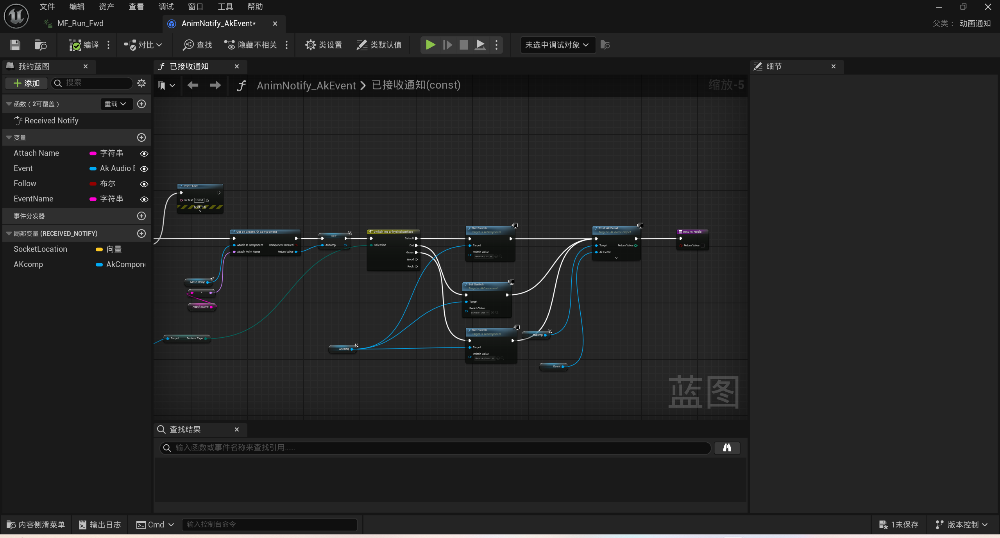 文件 编辑 资产 查看 调试 窗口 工具 帮助
MF_Run_Fwd
AnimNotify_AkEvent*
父类： 动画通知
编译
对比
查找
隐藏不相关
类设置
类默认值
未选中调试对象
我的蓝图
添加
搜索
函数（2可覆盖）
重载
Received Notify
变量
Attach Name 字符串
Event Ak Audio E
Follow 布尔
EventName 字符串
事件分发器
局部变量 (RECEIVED_NOTIFY)
SocketLocation 向量
AKcomp AkCompone
已接收通知
AnimNotify_AkEvent > 已接收通知(const)
缩放-5
Print Text
In Text failed
仅限开发
Get or Create Ak Component
Attach to Component Component Created
Attach Point Name Return Value
SET
AKcomp
Switch on EPhysicalSurface
Default
Dirt
Selection
Grass
Wood
Rock
Set Switch
Target is AkComponent
Target
Switch Value
Material-Dirt
Post Ak Event
Target is Ak Game Object
Target Return Value
Ak Event
Return Node
Return Value
Mesh Comp
Attach Name
Set Switch
Target is AkComponent
Target
Switch Value
Material-Dirt
Target Surface Type
AKcomp
Set Switch
Target is AkComponent
Target
Switch Value
Material-Grass
AKcomp
Event
蓝图
查找结果
输入函数或事件名称来查找引用......
细节
内容侧滑菜单
输出日志
Cmd
输入控制台命令
1未保存
版本控制